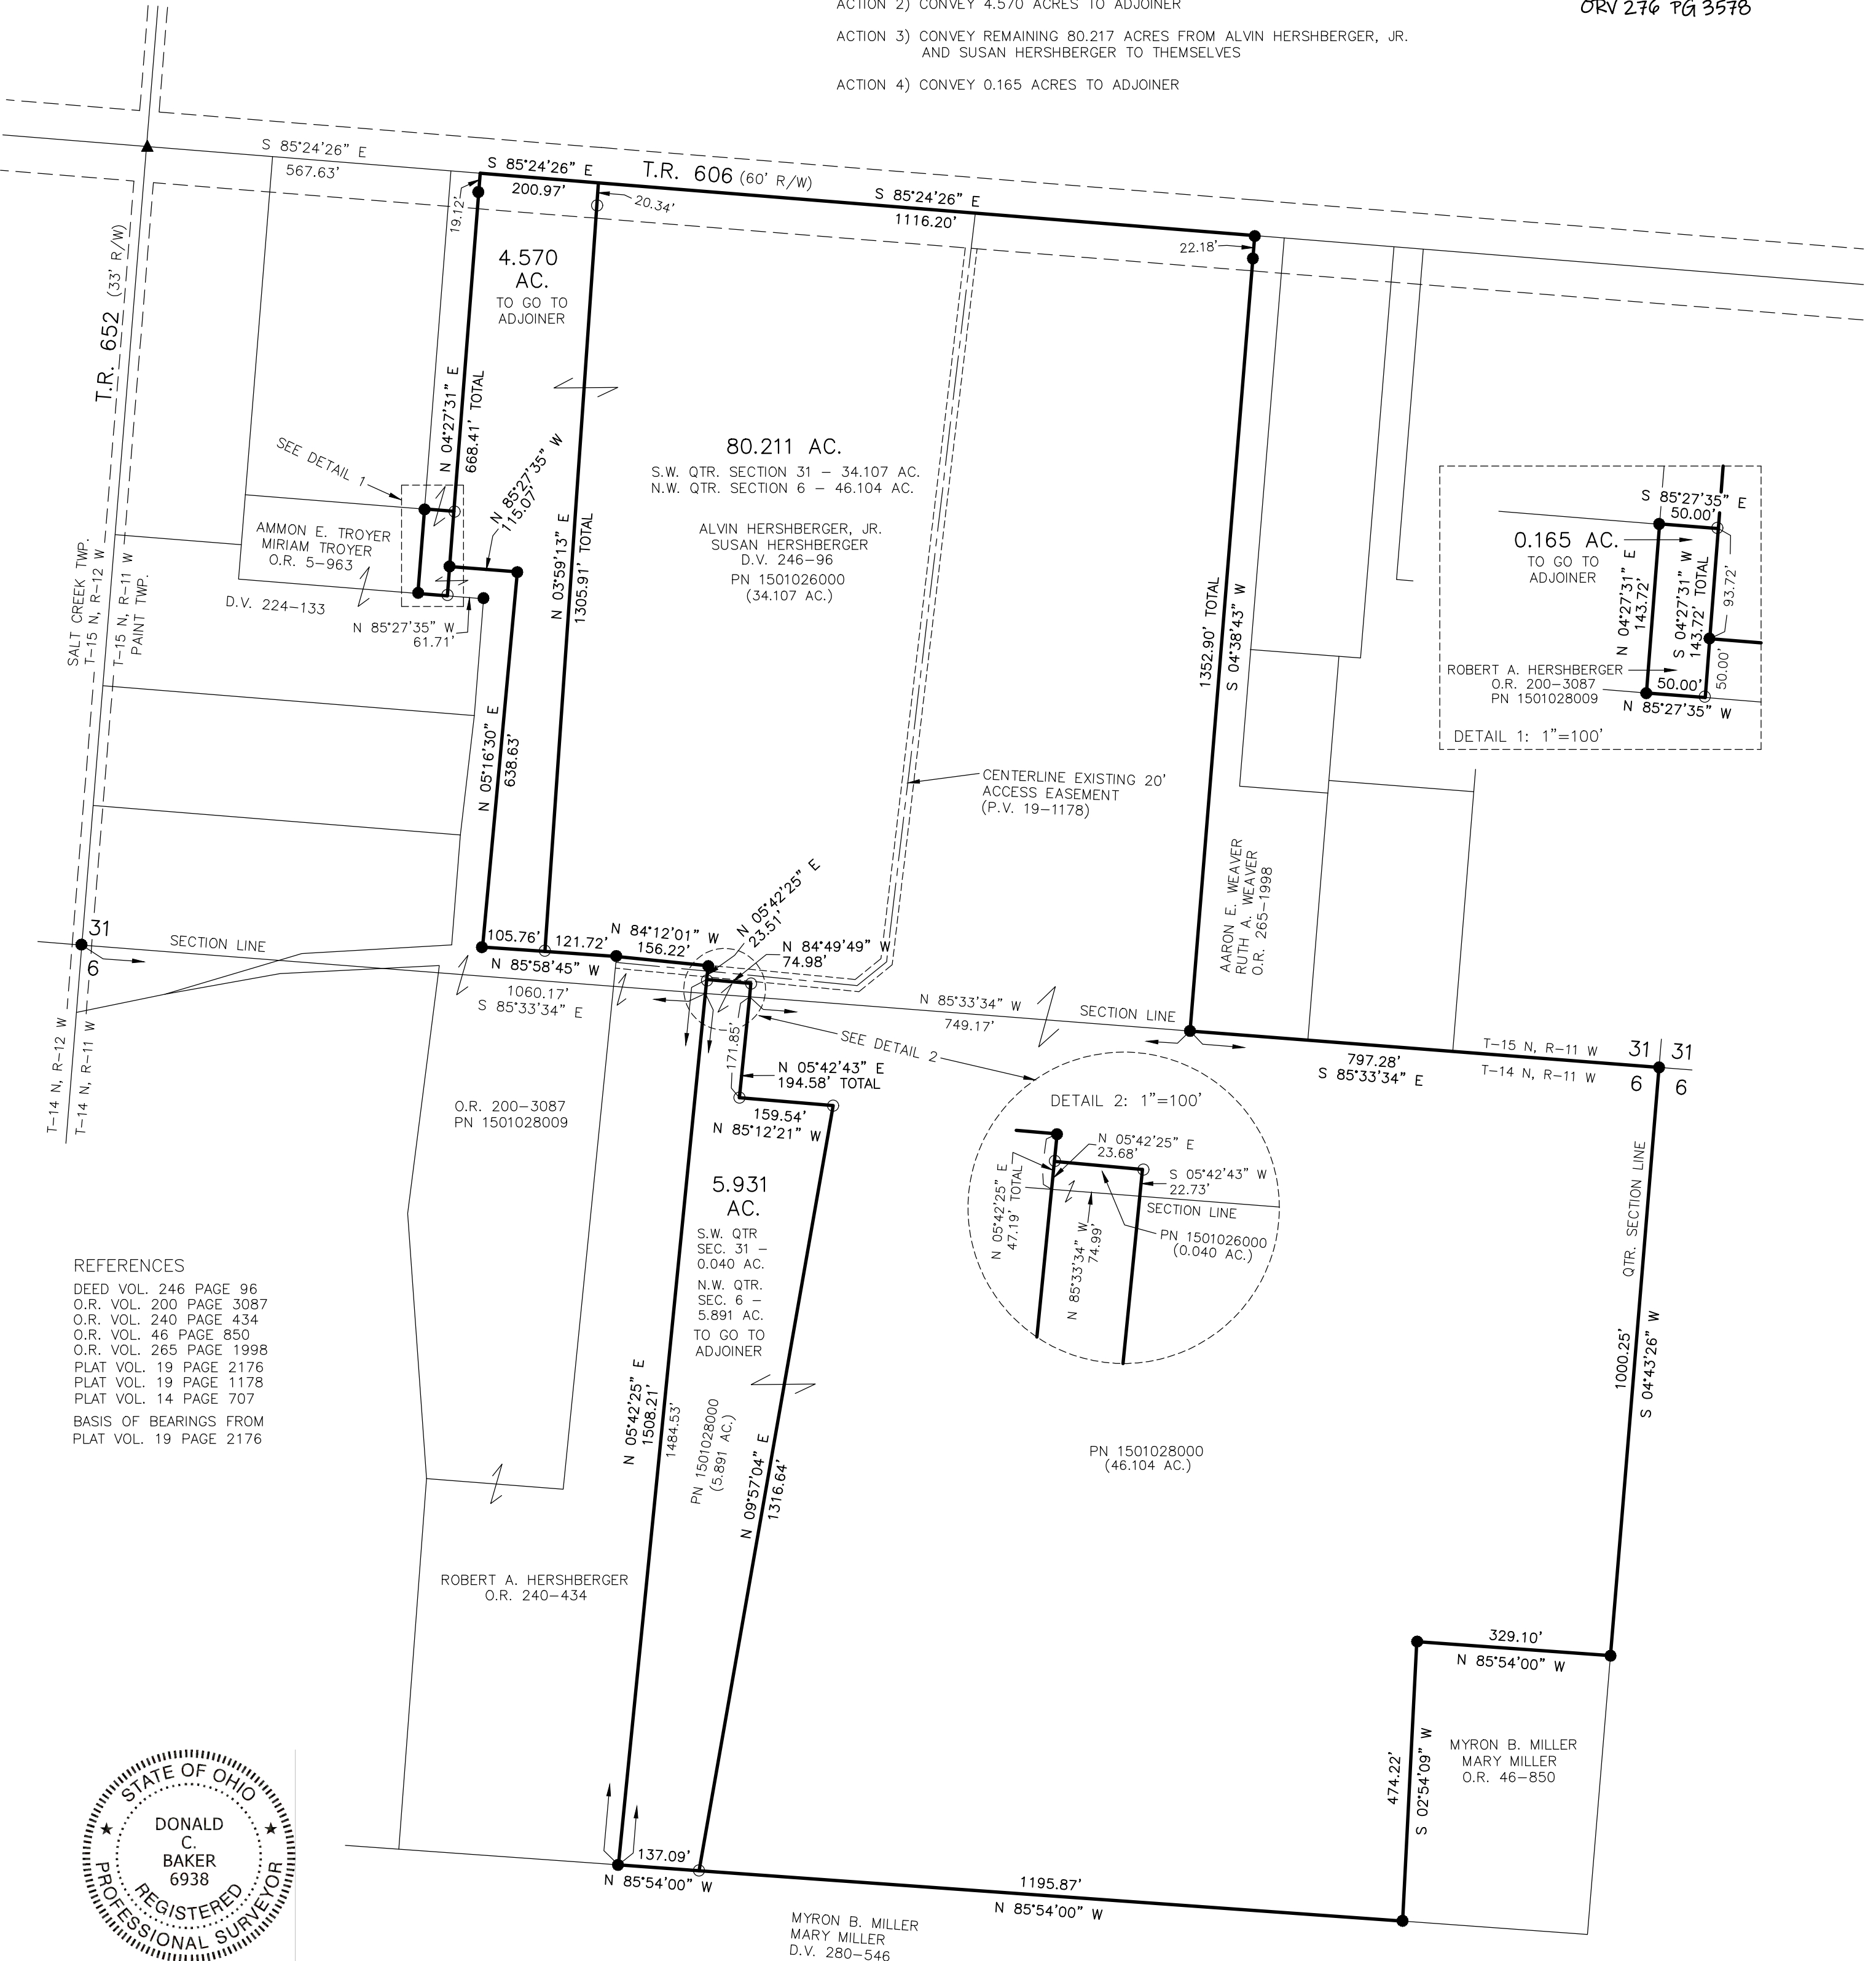 ACTION 2) CONVEY 4.570 ACRES TO ADJOINER
ORV 276 PG 3578
ACTION 3) CONVEY REMAINING 80.217 ACRES FROM ALVIN HERSHBERGER, JR.
AND SUSAN HERSHBERGER TO THEMSELVES
ACTION 4) CONVEY 0.165 ACRES TO ADJOINER
S 85°24'26" E
567.63'
S 85°24'26" E
200.97'
T.R. 606 (60' R/W)
20.34'
S 85°24'26" E
1116.20'
22.18'
19.12'
T.R. 652 (33' R/W)
4.570
AC.
TO GO TO
ADJOINER
N 04°27'31" E
668.41' TOTAL
SEE DETAIL 1
N 85°27'35" W
115.07'
AMMON E. TROYER
MIRIAM TROYER
O.R. 5-963
D.V. 224-133
N 85°27'35" W
61.71'
SALT CREEK TWP.
T-15 N, R-12 W
T-15 N, R-11 W
PAINT TWP.
N 03°59'13" E
1305.91' TOTAL
N 05°16'30" E
638.63'
80.211 AC.
S.W. QTR. SECTION 31 - 34.107 AC.
N.W. QTR. SECTION 6 - 46.104 AC.
ALVIN HERSHBERGER, JR.
SUSAN HERSHBERGER
D.V. 246-96
PN 1501026000
(34.107 AC.)
1352.90' TOTAL
S 04°38'43" W
S 85°27'35" E
50.00'
0.165 AC.
TO GO TO
ADJOINER
N 04°27'31" E
143.72'
S 04°27'31" W
143.72' TOTAL
93.72'
50.00'
ROBERT A. HERSHBERGER
O.R. 200-3087
PN 1501028009
50.00'
N 85°27'35" W
DETAIL 1: 1"=100'
CENTERLINE EXISTING 20'
ACCESS EASEMENT
(P.V. 19-1178)
AARON E. WEAVER
RUTH A. WEAVER
O.R. 265-1998
31
6
SECTION LINE
105.76'
121.72'
N 85°58'45" W
N 84°12'01" W
156.22'
N 05°42'25" E
23.51'
N 84°49'49" W
74.98'
1060.17'
S 85°33'34" E
N 85°33'34" W
749.17'
SECTION LINE
SEE DETAIL 2
797.28'
S 85°33'34" E
T-15 N, R-11 W
T-14 N, R-11 W
31 31
6 6
T-14 N, R-12 W
T-14 N, R-11 W
171.85'
N 05°42'43" E
194.58' TOTAL
159.54'
N 85°12'21" W
O.R. 200-3087
PN 1501028009
DETAIL 2: 1"=100'
N 05°42'25" E
23.68'
S 05°42'43" W
22.73'
SECTION LINE
N 05°42'25" E
47.19' TOTAL
N 85°33'34" W
74.99'
PN 1501026000
(0.040 AC.)
5.931
AC.
S.W. QTR
SEC. 31 -
0.040 AC.
N.W. QTR.
SEC. 6 -
5.891 AC.
TO GO TO
ADJOINER
QTR. SECTION LINE
1000.25'
S 04°43'26" W
REFERENCES
DEED VOL. 246 PAGE 96
O.R. VOL. 200 PAGE 3087
O.R. VOL. 240 PAGE 434
O.R. VOL. 46 PAGE 850
O.R. VOL. 265 PAGE 1998
PLAT VOL. 19 PAGE 2176
PLAT VOL. 19 PAGE 1178
PLAT VOL. 14 PAGE 707
BASIS OF BEARINGS FROM
PLAT VOL. 19 PAGE 2176
N 05°42'25" E
1508.21'
1484.53'
PN 1501028000
(5.891 AC.)
N 09°57'04" E
1316.64'
PN 1501028000
(46.104 AC.)
ROBERT A. HERSHBERGER
O.R. 240-434
329.10'
N 85°54'00" W
474.22'
S 02°54'09" W
MYRON B. MILLER
MARY MILLER
O.R. 46-850
137.09'
N 85°54'00" W
1195.87'
N 85°54'00" W
MYRON B. MILLER
MARY MILLER
D.V. 280-546
STATE OF OHIO
DONALD
C.
BAKER
6938
REGISTERED
PROFESSIONAL SURVEYOR